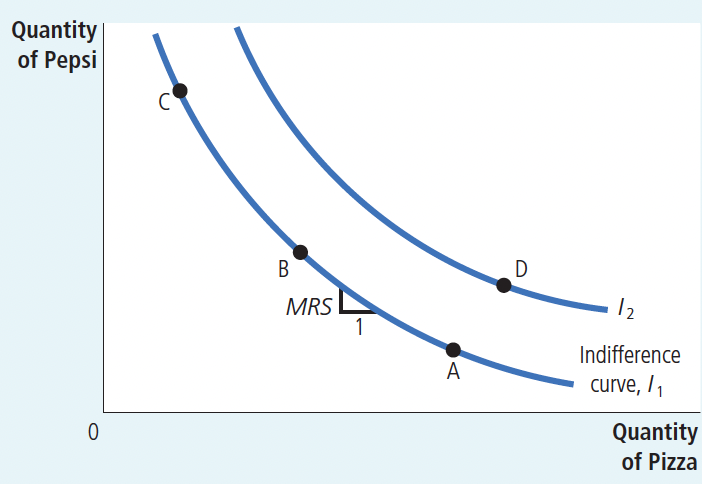 Quantity
of Pepsi
C
B
D
MRS
1
I2
A
Indifference
curve, I1
0
Quantity
of Pizza